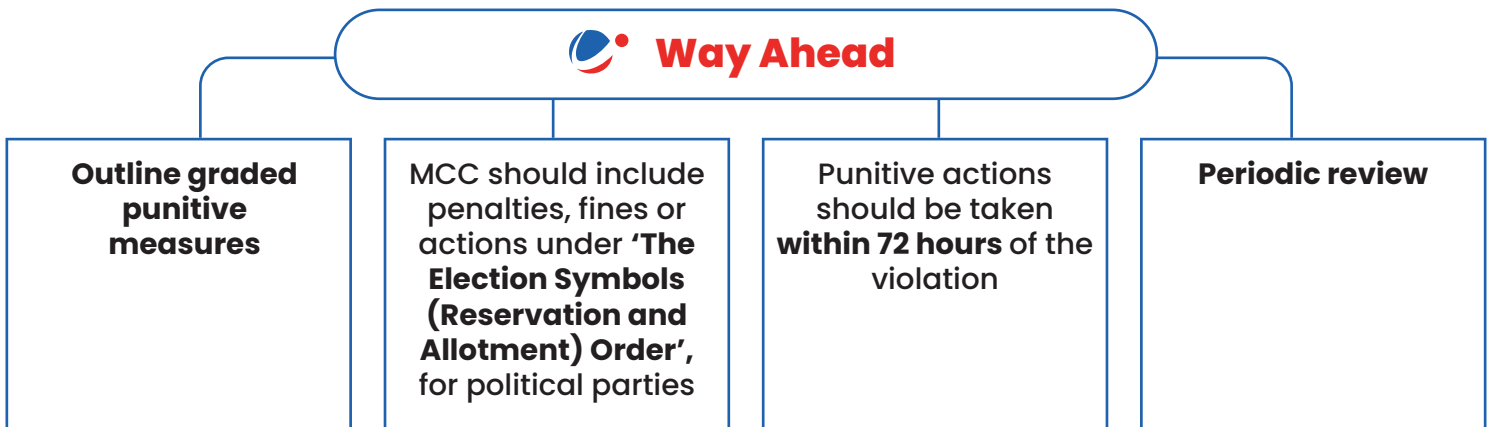 Way Ahead
Outline graded
punitive
measures
MCC should include
penalties, fines or
actions under ‘The
Election Symbols
(Reservation and
Allotment) Order’,
for political parties
Punitive actions
should be taken
within 72 hours of the
violation
Periodic review